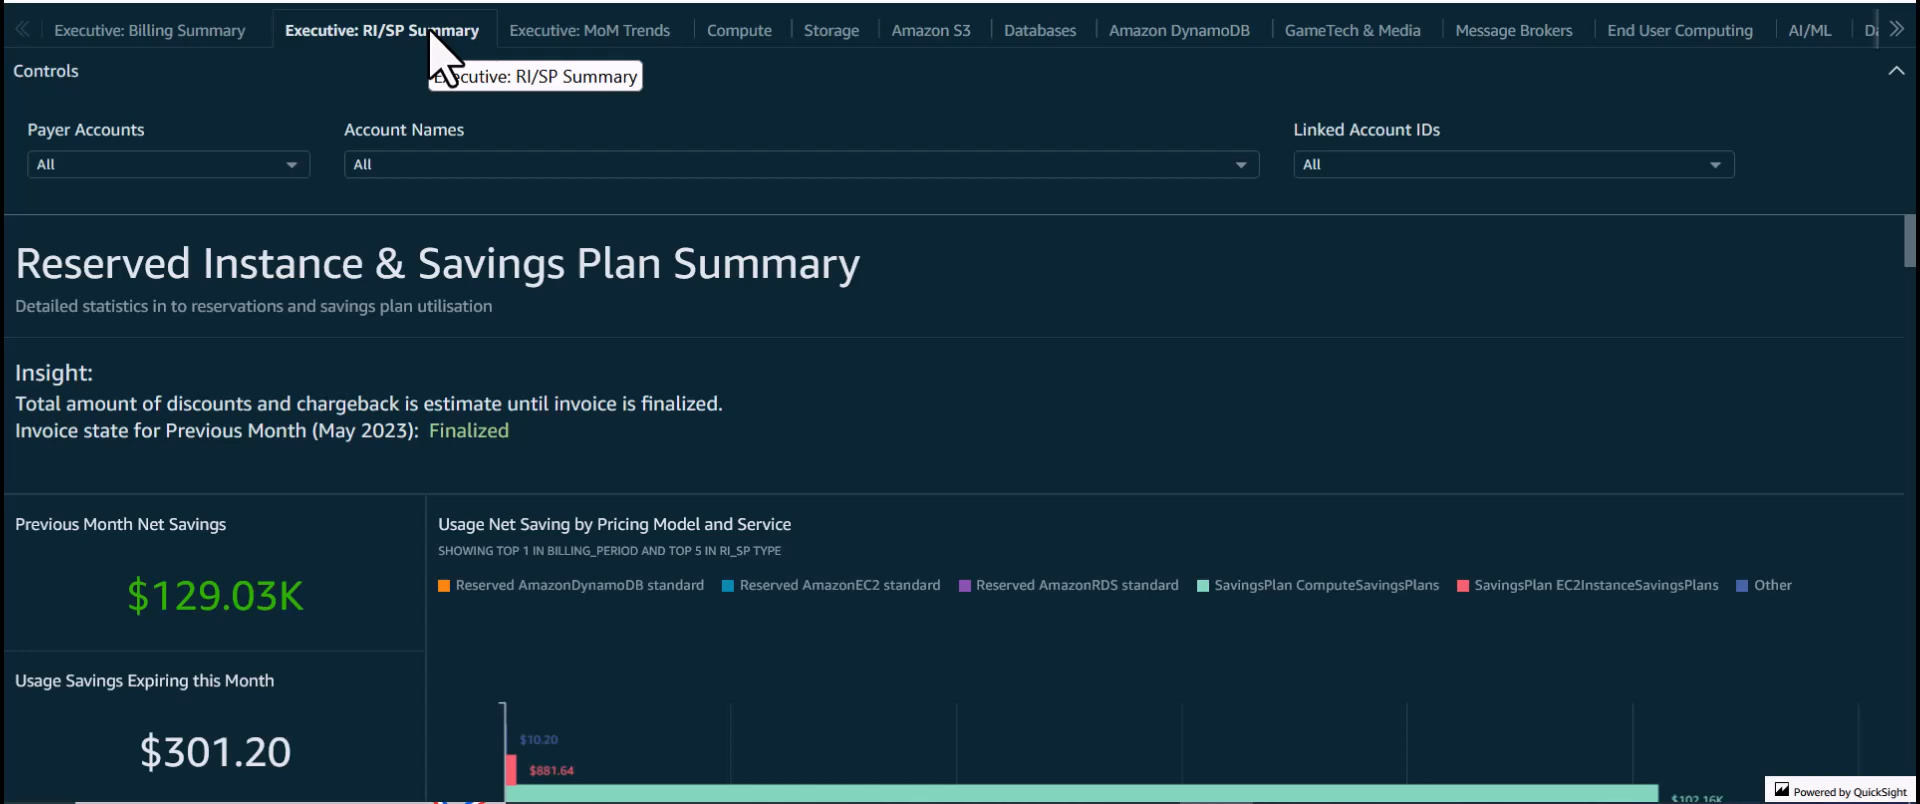 Executive: Billing Summary
Executive: RI/SP Summary
Executive: MoM Trends
Compute
Storage
Amazon S3
Databases
Amazon DynamoDB
GameTech & Media
Message Brokers
End User Computing
AI/ML
Controls
Executive: RI/SP Summary
Payer Accounts
Account Names
Linked Account IDs
All
All
All
Reserved Instance & Savings Plan Summary
Detailed statistics in to reservations and savings plan utilisation
Insight:
Total amount of discounts and chargeback is estimate until invoice is finalized.
Invoice state for Previous Month (May 2023): Finalized
Previous Month Net Savings
$129.03K
Usage Savings Expiring this Month
$301.20
Usage Net Saving by Pricing Model and Service
SHOWING TOP 1 IN BILLING_PERIOD AND TOP 5 IN RI_SP TYPE
Reserved AmazonDynamoDB standard
Reserved AmazonEC2 standard
Reserved AmazonRDS standard
SavingsPlan ComputeSavingsPlans
SavingsPlan EC2InstanceSavingsPlans
Other
$10.20
$881.64
$102.16K
Powered by QuickSight